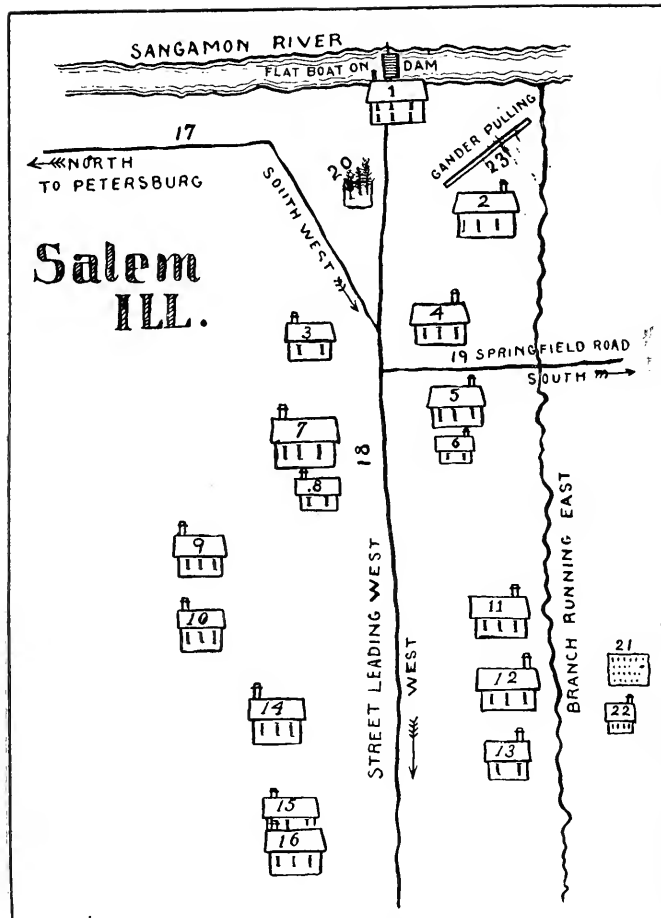 SANGAMON RIVER
FLAT BOAT ON DAM
1
17
NORTH
TO PETERSBURG
20
GANDER PULLING
23
2
SOUTH WEST
Salem
ILL.
3
4
19 SPRINGFIELD ROAD
SOUTH
5
6
7
18
8
9
10
STREET LEADING WEST
WEST
BRANCH RUNNING EAST
11
12
13
21
22
14
15
16